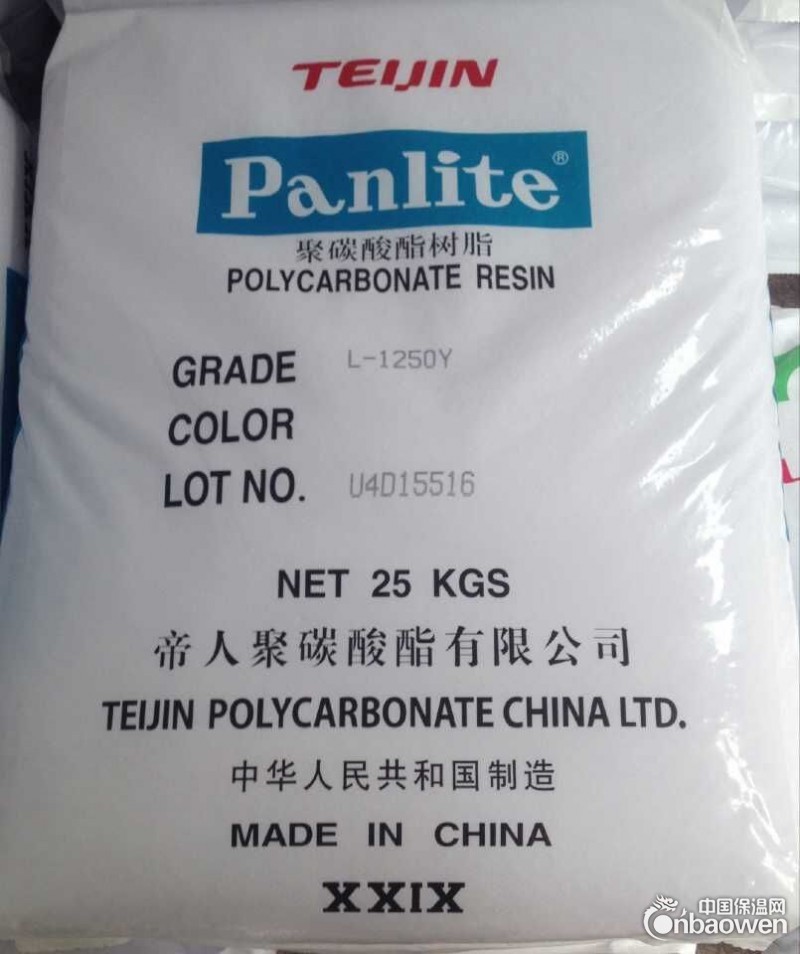 TEIJIN
Panlite®
聚碳酸酯树脂
POLYCARBONATE RESIN
GRADE L-1250Y
COLOR
LOT NO. U4D15516
NET 25 KGS
帝人聚碳酸酯有限公司
TEIJIN POLYCARBONATE CHINA LTD.
中华人民共和国制造
MADE IN CHINA
XXIX
中国保温网
Cnbaowen